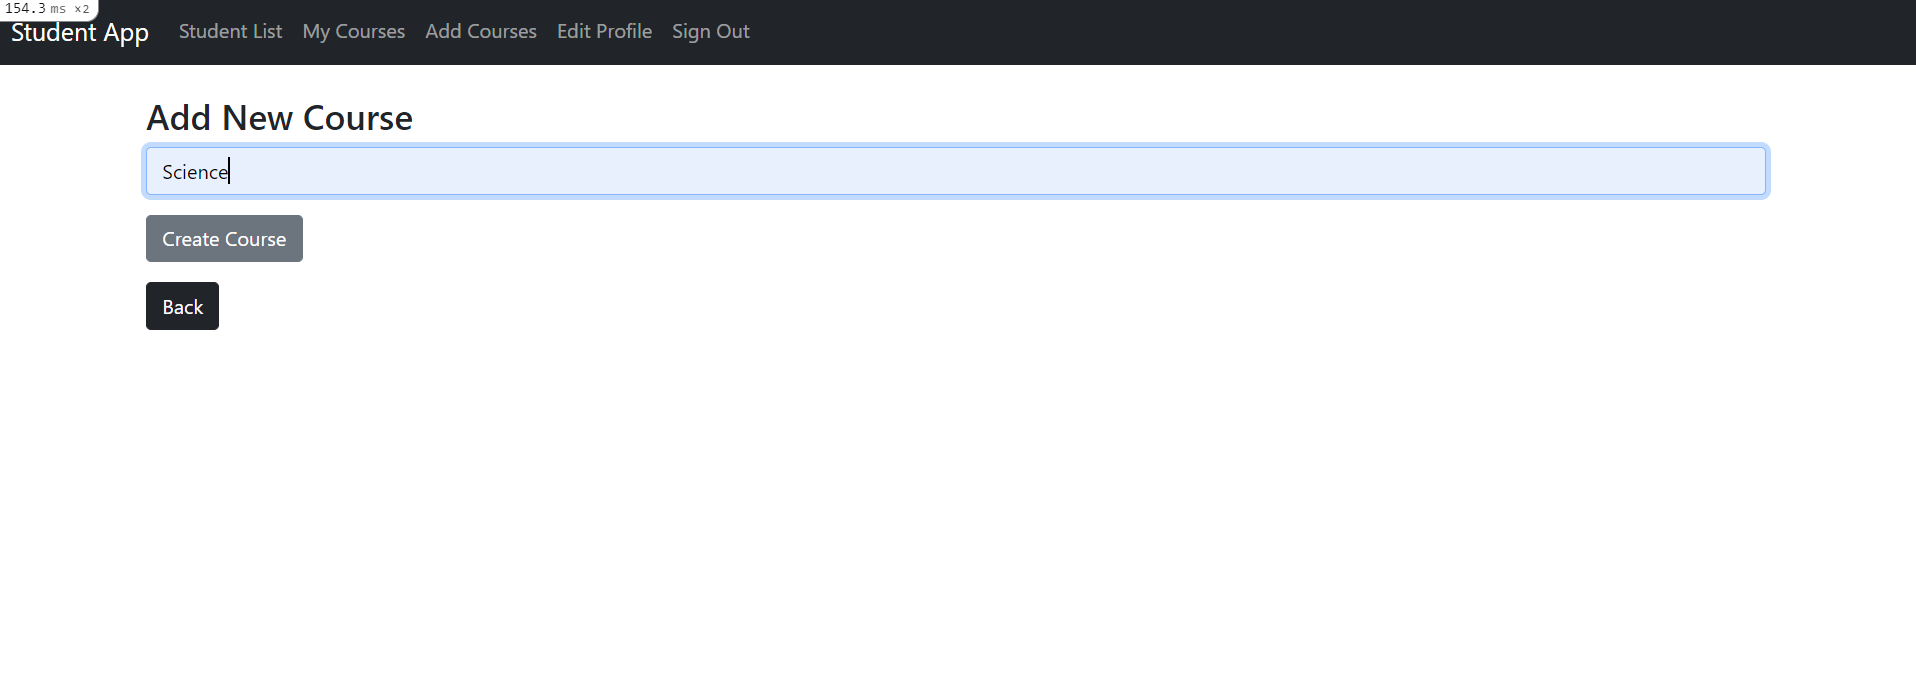 154.3 ms ×2
Student App Student List My Courses Add Courses Edit Profile Sign Out
Add New Course
Science
Create Course
Back